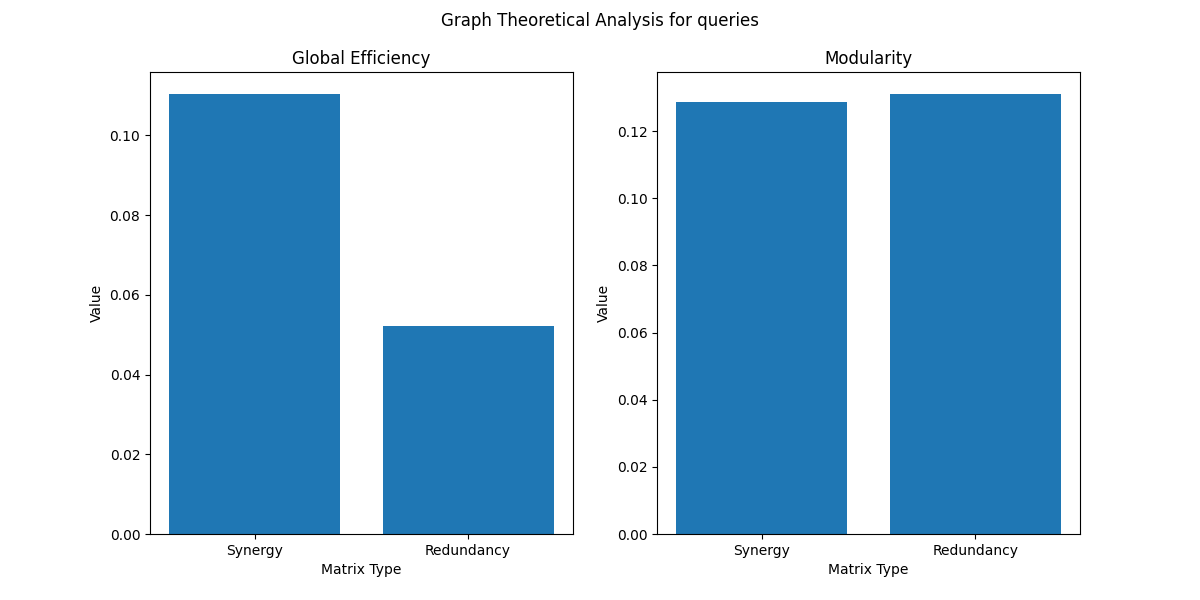 Graph Theoretical Analysis for queries
Global Efficiency
Value
0.10
0.08
0.06
0.04
0.02
0.00
Synergy
Redundancy
Matrix Type
Modularity
Value
0.12
0.10
0.08
0.06
0.04
0.02
0.00
Synergy
Redundancy
Matrix Type